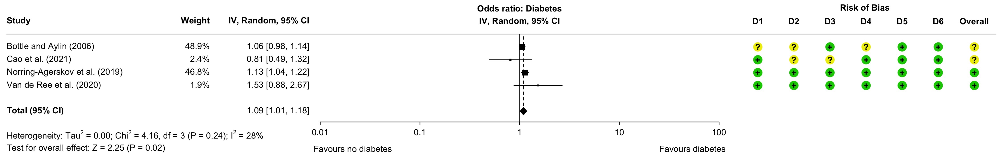 Odds ratio: Diabetes Risk of Bias
Study Weight IV, Random, 95% CI IV, Random, 95% CI D1 D2 D3 D4 D5 D6 Overall
Bottle and Aylin (2006) 48.9% 1.06 [0.98, 1.14] ? ? + ? + + ?
Cao et al. (2021) 2.4% 0.81 [0.49, 1.32] + ? ? + + + ?
Norring-Agerskov et al. (2019) 46.8% 1.13 [1.04, 1.22] + + + + + + +
Van de Ree et al. (2020) 1.9% 1.53 [0.88, 2.67] + + + + + + +
Total (95% CI) 1.09 [1.01, 1.18]
0.01 0.1 1 10 100
Heterogeneity: Tau² = 0.00; Chi² = 4.16, df = 3 (P = 0.24); I² = 28%
Test for overall effect: Z = 2.25 (P = 0.02)
Favours no diabetes Favours diabetes